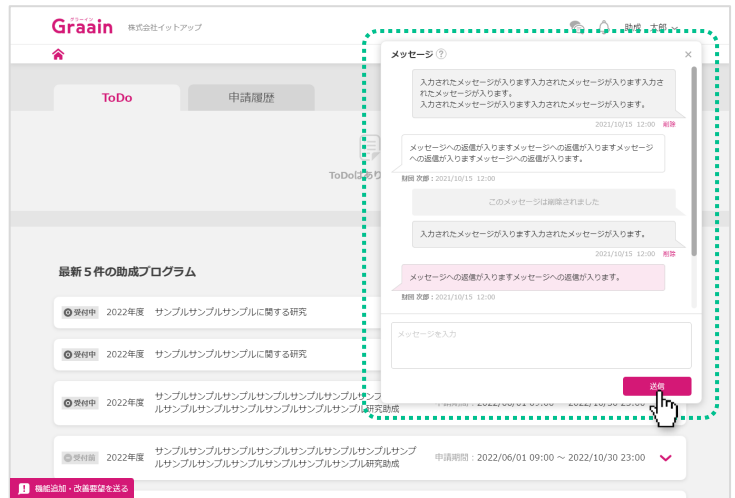 グラーイン
Graain
株式会社イットアップ
助成 太郎
ToDo
申請履歴
ToDoはあり
最新５件の助成プログラム
受付中 2022年度 サンプルサンプルサンプルに関する研究
受付中 2022年度 サンプルサンプルサンプルに関する研究
受付中 2022年度 サンプルサンプルサンプルサンプルサンプルサンプルサンプ
ルサンプルサンプルサンプルサンプルサンプルサンプル研究助成
申請期間：2022/06/01 09:00 ～ 2022/10/30 23:00
受付前 2022年度 サンプルサンプルサンプルサンプルサンプルサンプルサンプ
ルサンプルサンプルサンプルサンプルサンプルサンプル研究助成
申請期間：2022/06/01 09:00 ～ 2022/10/30 23:00
機能追加・改善要望を送る
メッセージ ?
×
入力されたメッセージが入ります入力されたメッセージが入ります入力さ
れたメッセージが入ります。
入力されたメッセージが入ります入力されたメッセージが入ります。
2021/10/15 12:00 削除
メッセージへの返信が入りますメッセージへの返信が入りますメッセージ
への返信が入りますメッセージへの返信が入ります。
財団 次郎：2021/10/15 12:00
このメッセージは削除されました
入力されたメッセージが入ります入力されたメッセージが入ります。
2021/10/15 12:00 削除
メッセージへの返信が入りますメッセージへの返信が入ります。
財団 次郎：2021/10/15 12:00
メッセージを入力
送信